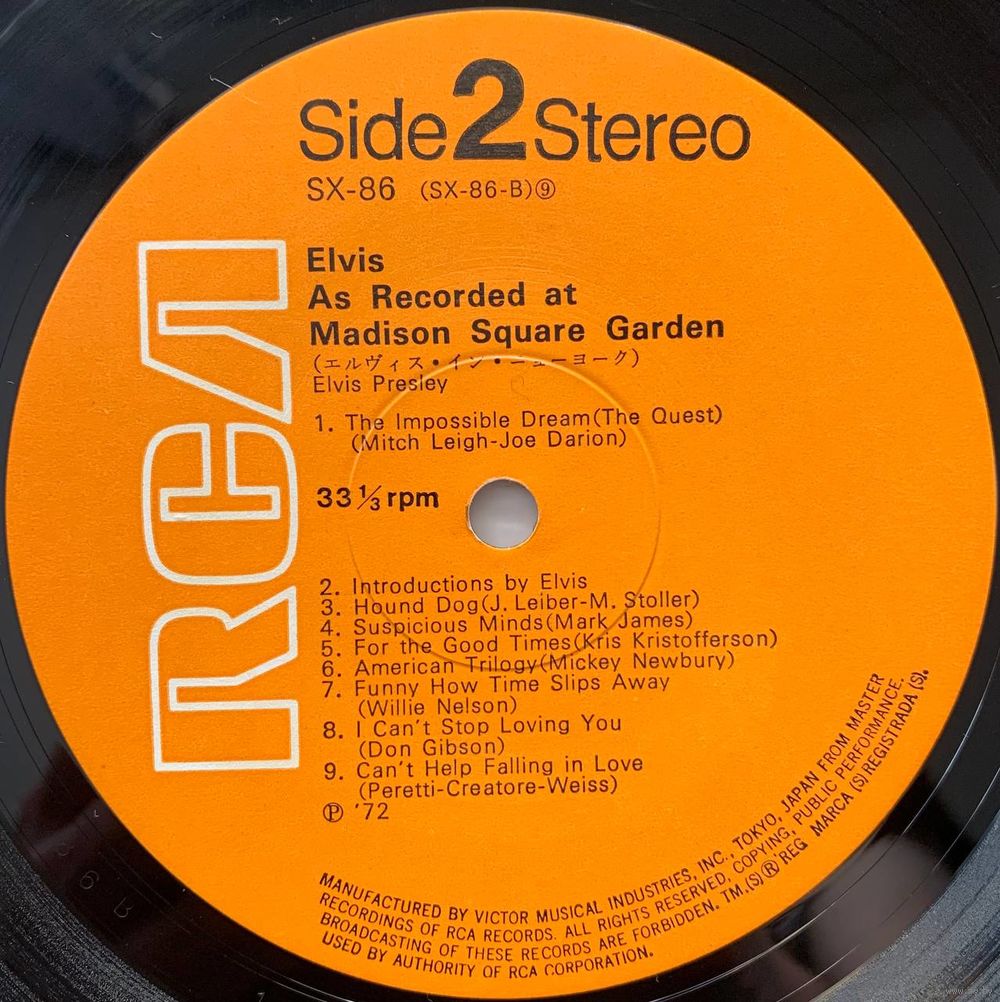 Side 2 Stereo
SX-86 (SX-86-B)⑨
RCA
Elvis
As Recorded at
Madison Square Garden
(エルヴィス・イン・ニューヨーク)
Elvis Presley
1. The Impossible Dream(The Quest)
(Mitch Leigh-Joe Darion)
33⅓rpm
2. Introductions by Elvis
3. Hound Dog(J. Leiber-M. Stoller)
4. Suspicious Minds(Mark James)
5. For the Good Times(Kris Kristofferson)
6. American Trilogy(Mickey Newbury)
7. Funny How Time Slips Away
(Willie Nelson)
8. I Can't Stop Loving You
(Don Gibson)
9. Can't Help Falling in Love
(Peretti-Creatore-Weiss)
Ⓟ '72
MANUFACTURED BY VICTOR MUSICAL INDUSTRIES, INC., TOKYO, JAPAN FROM MASTER
RECORDINGS OF RCA RECORDS. ALL RIGHTS RESERVED, COPYING, PUBLIC PERFORMANCE,
BROADCASTING OF THESE RECORDS ARE FORBIDDEN. TM.,(S)® REG MARCA (S) REGISTRADA (S).
USED BY AUTHORITY OF RCA CORPORATION.